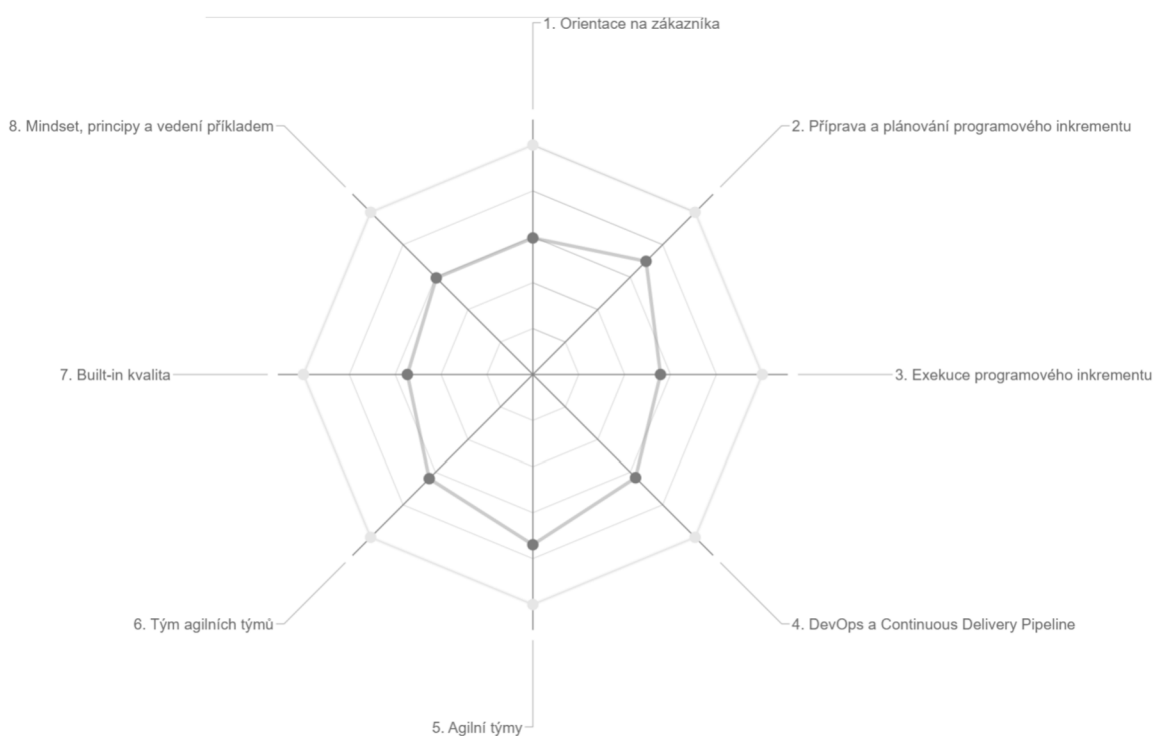 1. Orientace na zákazníka
8. Mindset, principy a vedení příkladem
2. Příprava a plánování programového inkrementu
7. Built-in kvalita
3. Exekuce programového inkrementu
6. Tým agilních týmů
4. DevOps a Continuous Delivery Pipeline
5. Agilní týmy